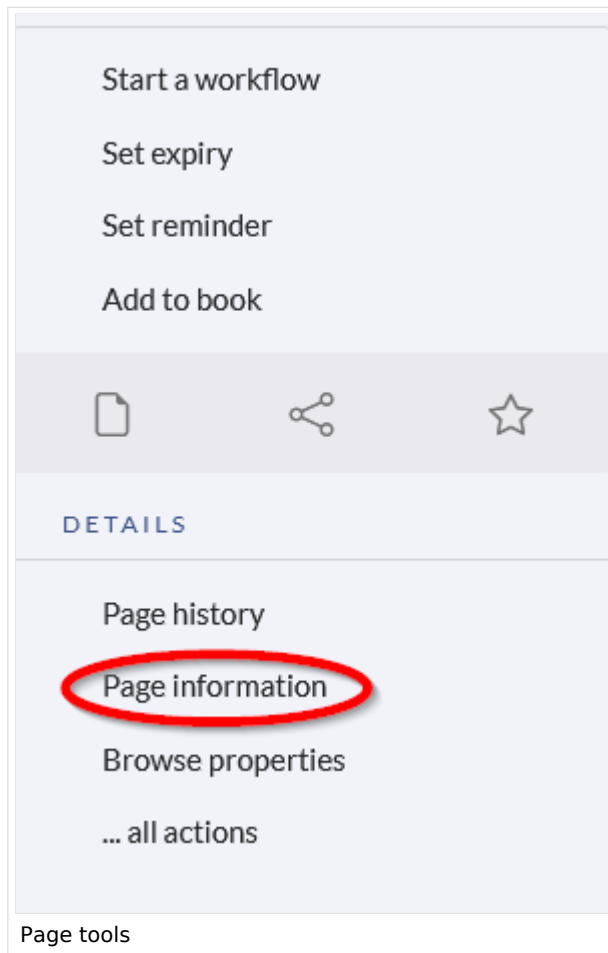 Start a workflow
Set expiry
Set reminder
Add to book
DETAILS
Page history
Page information
Browse properties
... all actions
Page tools